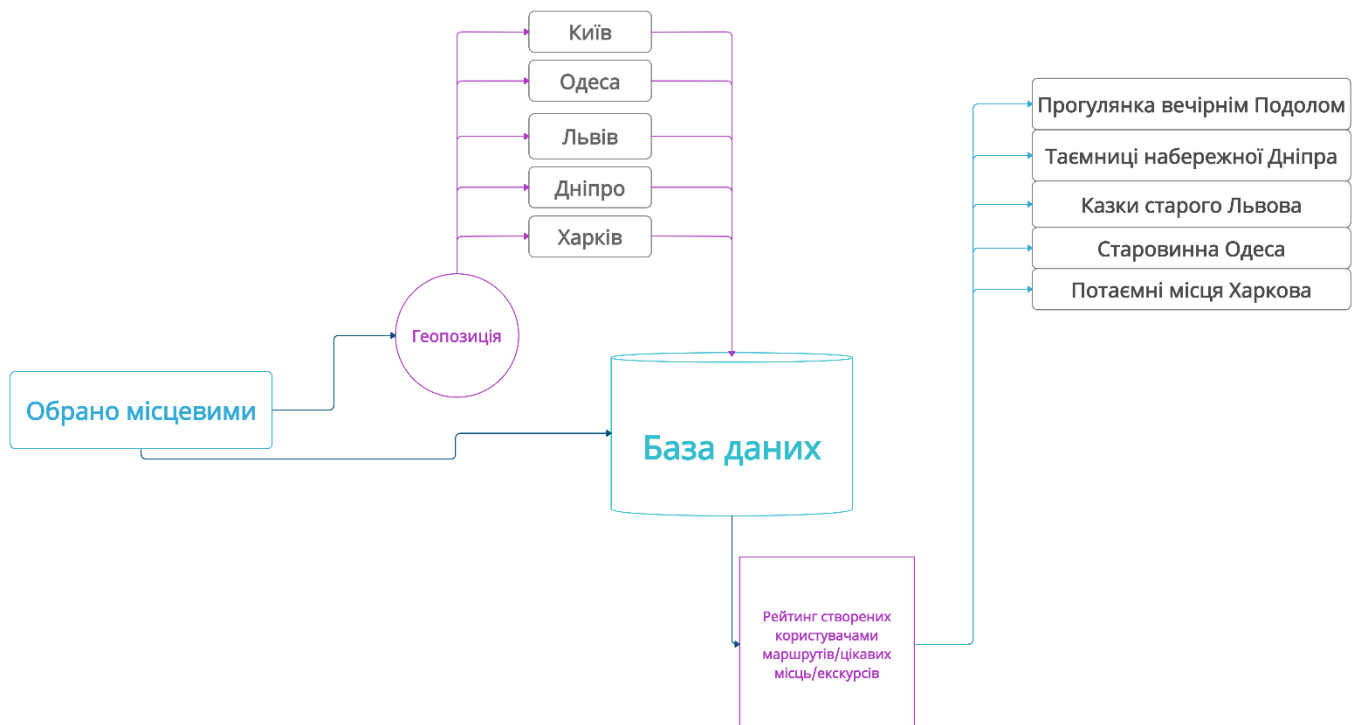 Київ
Одеса
Львів
Дніпро
Харків
Геопозиція
Обрано місцевими
База даних
Рейтинг створених
користувачами
маршрутів/цікавих
місць/екскурсів
Прогулянка вечірнім Подолом
Таємниці набережної Дніпра
Казки старого Львова
Старовинна Одеса
Потаємні місця Харкова